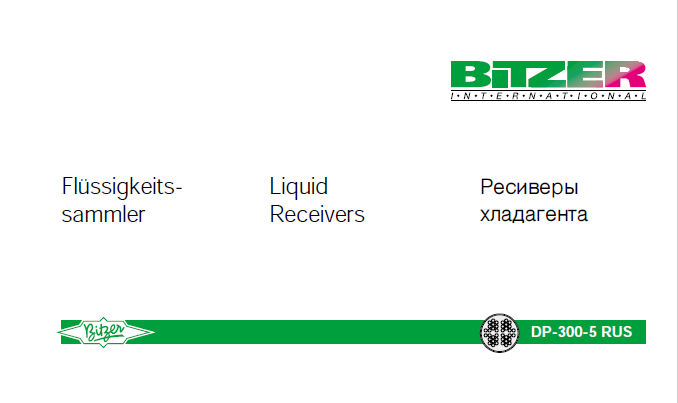 BITZER
I·N·T·E·R·N·A·T·I·O·N·A·L
Flüssigkeits-
sammler
Liquid
Receivers
Ресиверы
хладагента
Bitzer
DP-300-5 RUS